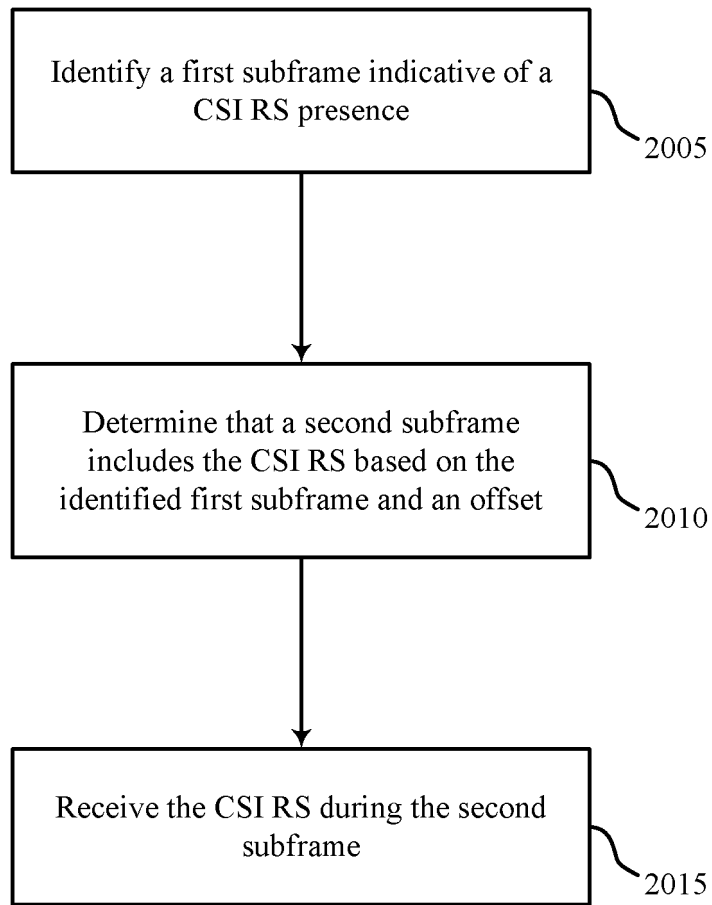 Identify a first subframe indicative of a
CSI RS presence
2005
Determine that a second subframe
includes the CSI RS based on the
identified first subframe and an offset
2010
Receive the CSI RS during the second
subframe
2015